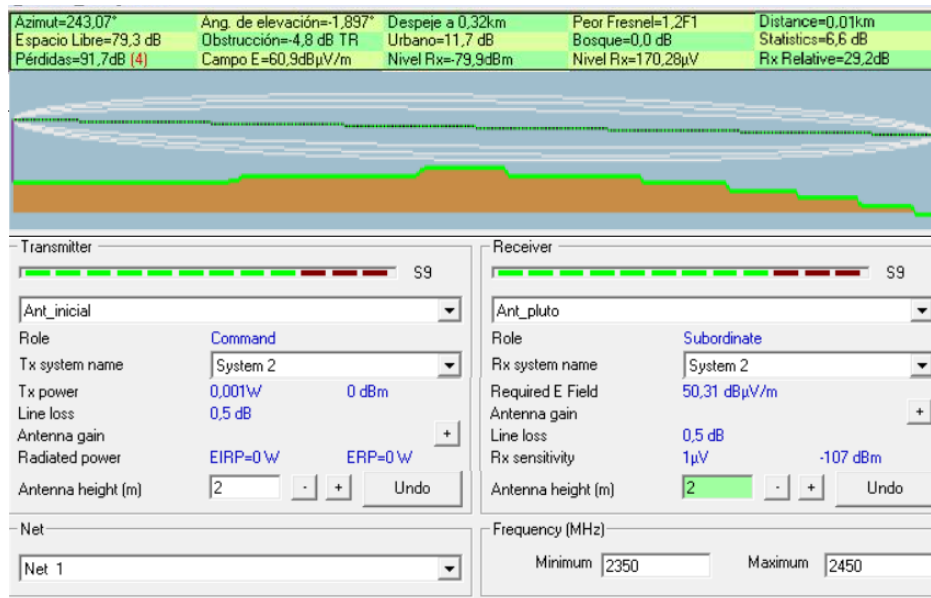 Azimut=243,07° Ang. de elevación=-1,897° Despeje a 0,32km Peor Fresnel=1,2F1 Distance=0,01km
Espacio Libre=79,3 dB Obstrucción=-4,8 dB TR Urbano=11,7 dB Bosque=0,0 dB Statistics=6,6 dB
Pérdidas=91,7dB (4) Campo E=60,9dBµV/m Nivel Rx=-79,9dBm Nivel Rx=170,28µV Rx Relative=29,2dB
Transmitter
S9
Ant_inicial
Role Command
Tx system name System 2
Tx power 0,001W 0 dBm
Line loss 0,5 dB
Antenna gain +
Radiated power EIRP=0 W ERP=0 W
Antenna height (m) 2 - + Undo
Net
Net 1
Receiver
S9
Ant_pluto
Role Subordinate
Rx system name System 2
Required E Field 50,31 dBµV/m
Antenna gain +
Line loss 0,5 dB
Rx sensitivity 1µV -107 dBm
Antenna height (m) 2 - + Undo
Frequency (MHz)
Minimum 2350 Maximum 2450